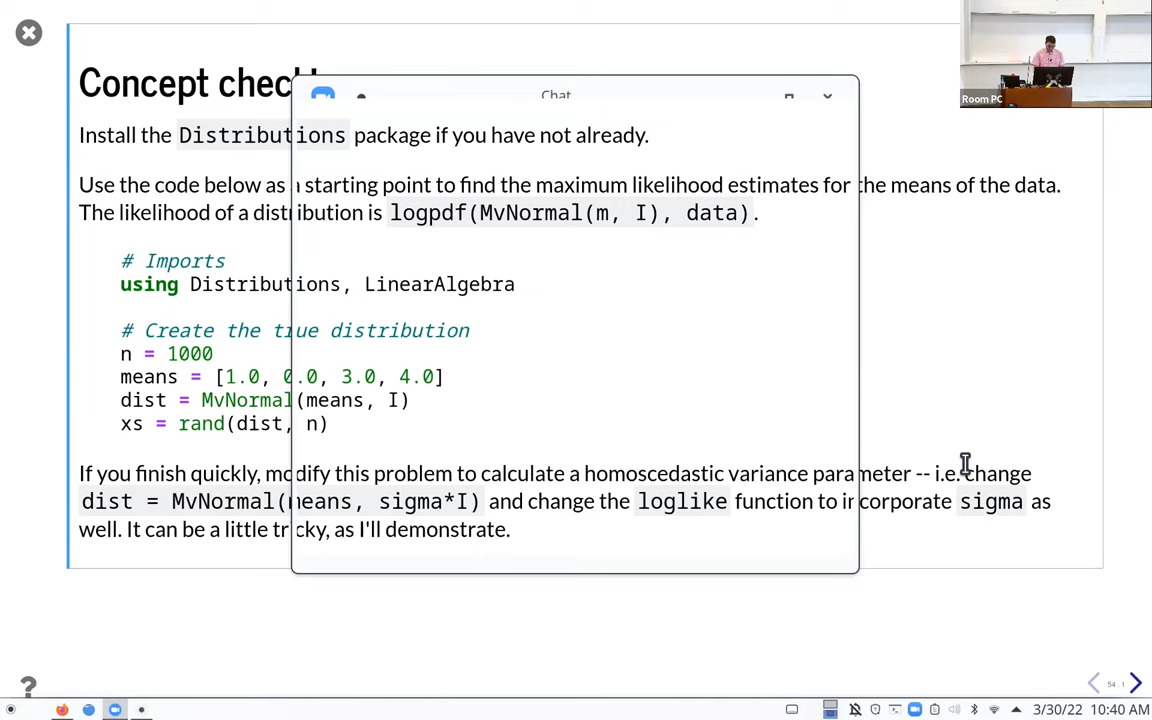 Room PC
Concept chec
Chat
Install the Distributions package if you have not already.
Use the code below as a starting point to find the maximum likelihood estimates for the means of the data.
The likelihood of a distribution is logpdf(MvNormal(m, I), data).
# Imports
using Distributions, LinearAlgebra
# Create the true distribution
n = 1000
means = [1.0, 0.0, 3.0, 4.0]
dist = MvNormal(means, I)
xs = rand(dist, n)
If you finish quickly, modify this problem to calculate a homoscedastic variance parameter -- i.e. change
dist = MvNormal(means, sigma*I) and change the loglike function to incorporate sigma as
well. It can be a little tricky, as I'll demonstrate.
54.1
3/30/22 10:40 AM